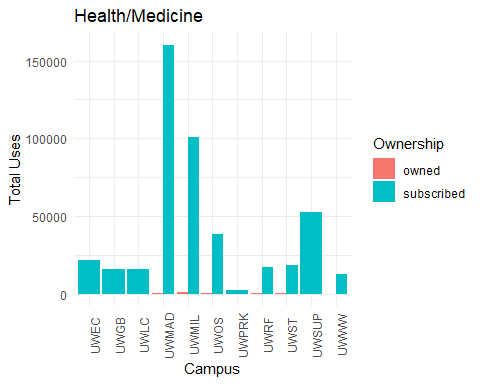 Health/Medicine
Total Uses
150000
100000
50000
0
UWEC
UWGB
UWLC
UWMAD
UWMIL
UWOS
UWPRK
UWRF
UWST
UWSUP
UWWW
Campus
Ownership
owned
subscribed